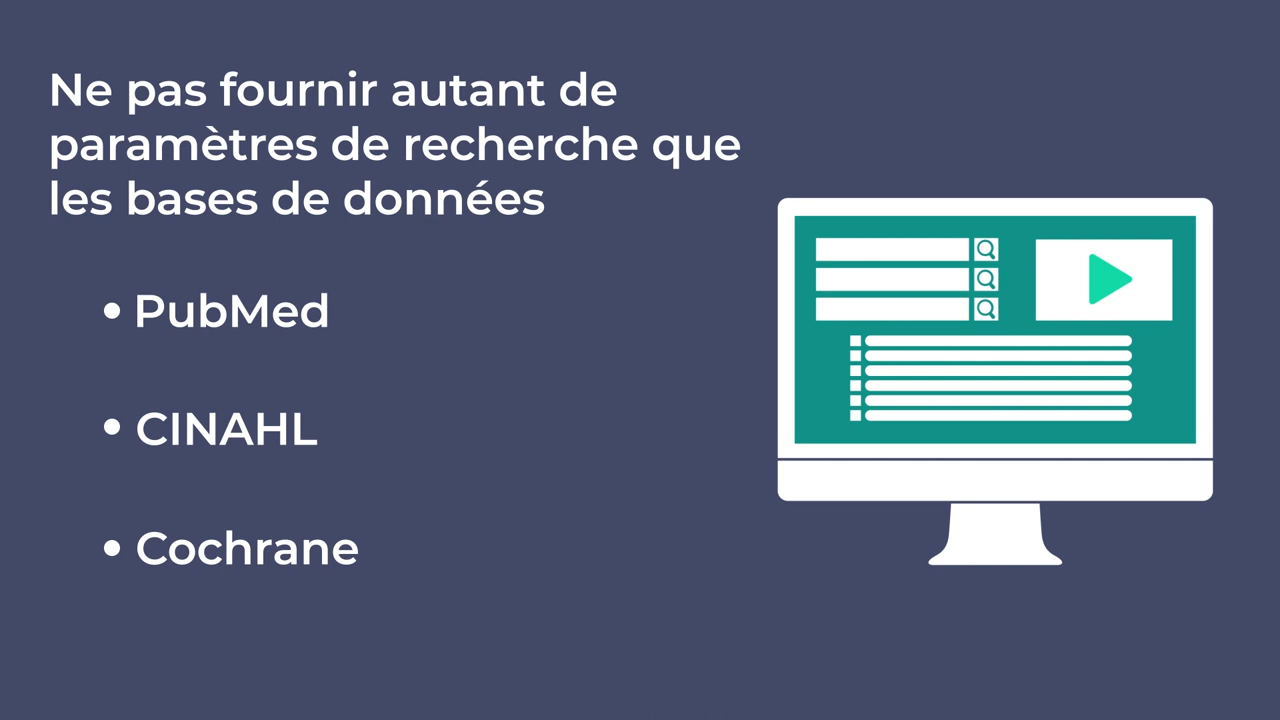 Ne pas fournir autant de
paramètres de recherche que
les bases de données
• PubMed
• CINAHL
• Cochrane